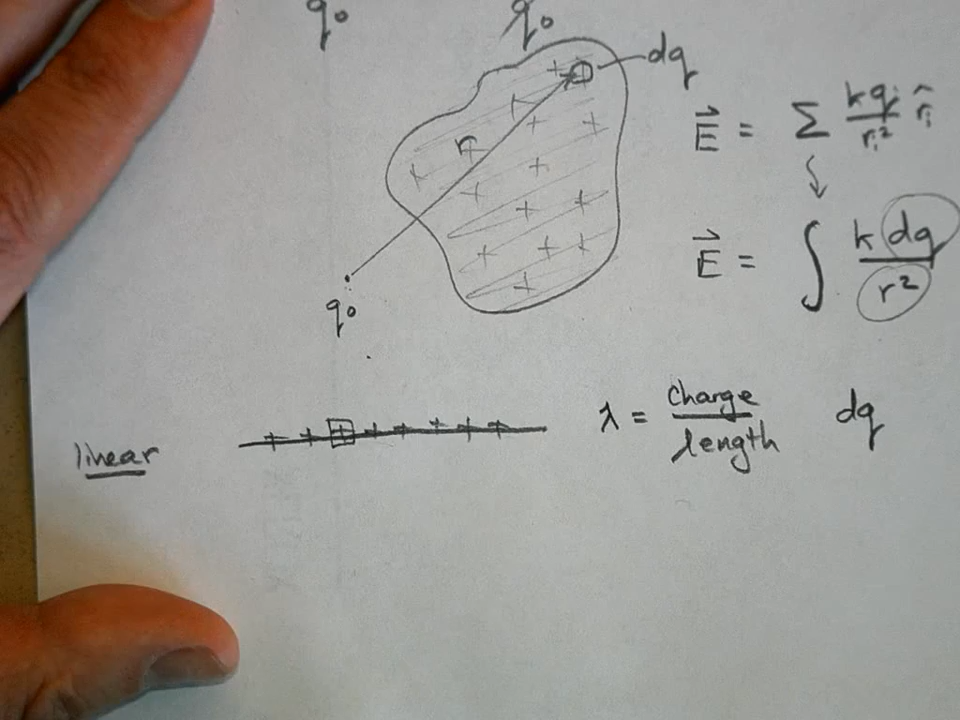 q₀ q₀
dq
r
E⃗ = Σ kqᵢ/rᵢ² r̂ᵢ
E⃗ = ∫ k dq/r²
q₀
linear λ = charge/length dq